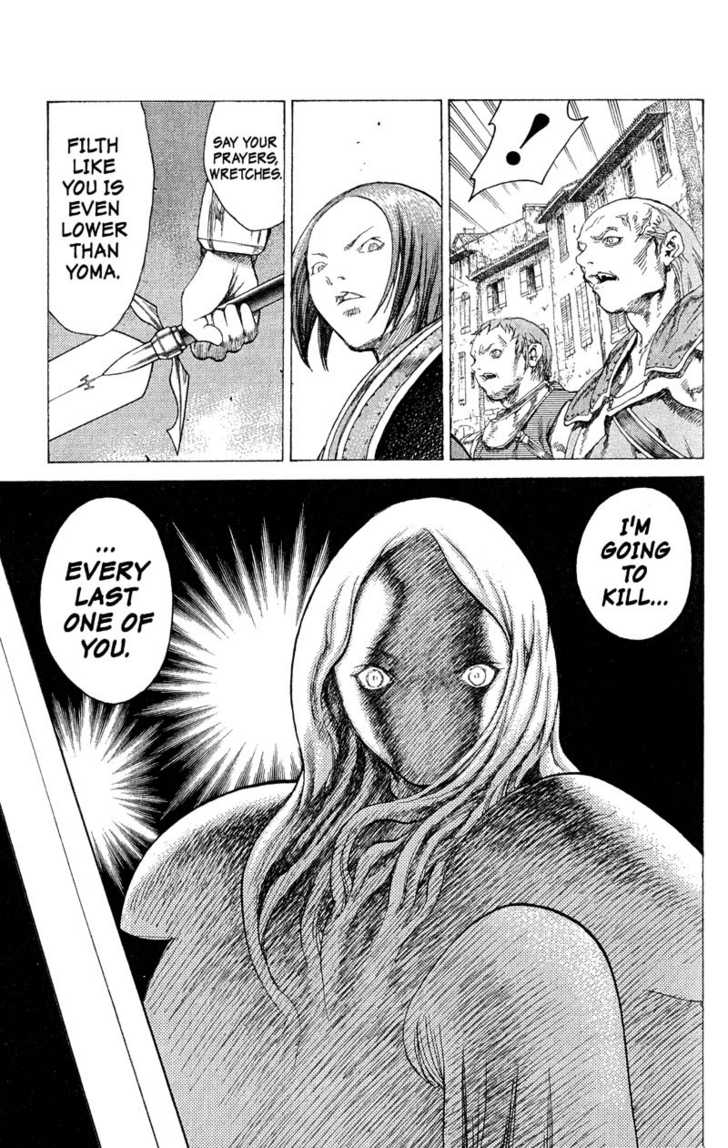 !
SAY YOUR
PRAYERS,
WRETCHES.
FILTH
LIKE
YOU IS
EVEN
LOWER
THAN
YOMA.
I'M
GOING
TO
KILL...
...
EVERY
LAST
ONE OF
YOU.